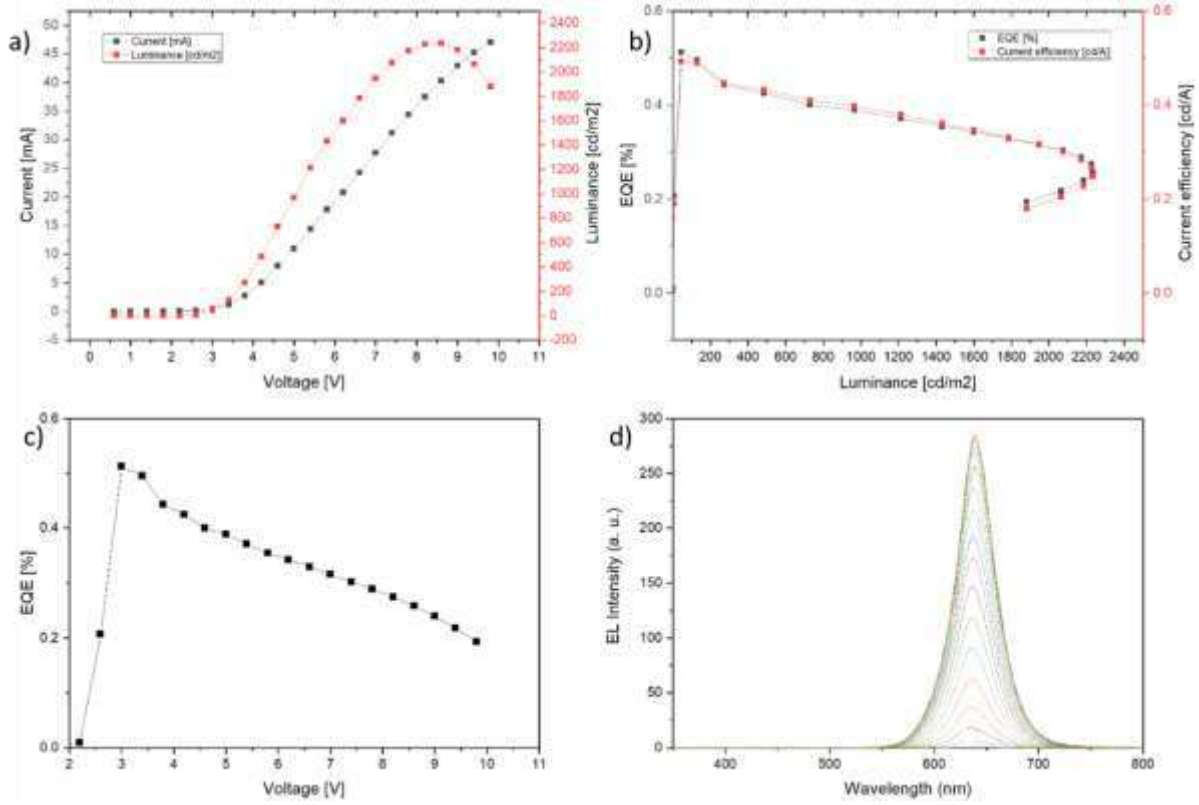 a)
Current [mA]
Luminance [cd/m2]
50
45
40
35
30
25
20
15
10
5
0
-5
Current [mA]
2400
2200
2000
1800
1600
1400
1200
1000
800
600
400
200
0
-200
Luminance [cd/m2]
0 1 2 3 4 5 6 7 8 9 10 11
Voltage [V]
b)
EQE [%]
Current efficiency [cd/A]
0.6
0.4
0.2
0.0
EQE [%]
0.6
0.4
0.2
0.0
Current efficiency [cd/A]
200 400 600 800 1000 1200 1400 1600 1800 2000 2200 2400
Luminance [cd/m2]
c)
0.6
0.4
0.2
0.0
EQE [%]
2 3 4 5 6 7 8 9 10 11
Voltage [V]
d)
300
250
200
150
100
50
0
EL Intensity (a. u.)
400 500 600 700 800
Wavelength (nm)